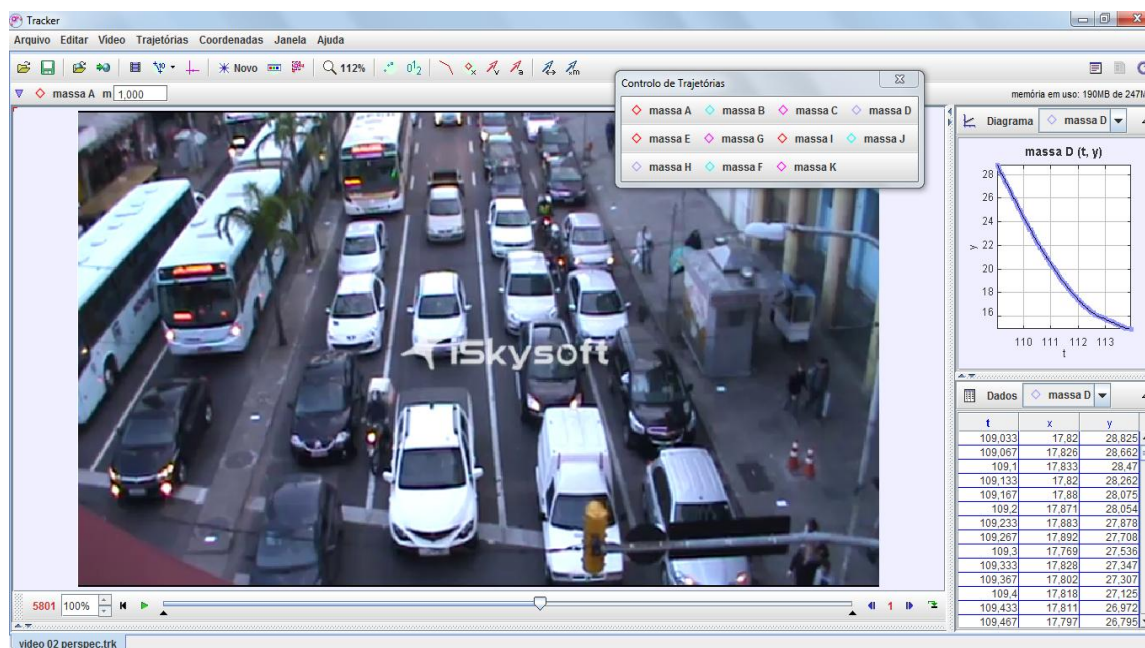 Tracker
Arquivo Editar Video Trajetórias Coordenadas Janela Ajuda
Novo 112%
massa A m 1,000
memória em uso: 190MB de 247M
Controlo de Trajetórias
massa A massa B massa C massa D
massa E massa G massa I massa J
massa H massa F massa K
iSkysoft
Diagrama massa D
massa D (t, y)
28
26
24
y 22
20
18
16
110 111 112 113
t
Dados massa D
t x y
109,033 17,82 28,825
109,067 17,826 28,662
109,1 17,833 28,47
109,133 17,82 28,262
109,167 17,88 28,075
109,2 17,871 28,054
109,233 17,883 27,878
109,267 17,892 27,708
109,3 17,769 27,536
109,333 17,828 27,347
109,367 17,802 27,307
109,4 17,818 27,125
109,433 17,811 26,972
109,467 17,797 26,795
5801 100% 1
video 02 perspec.trk